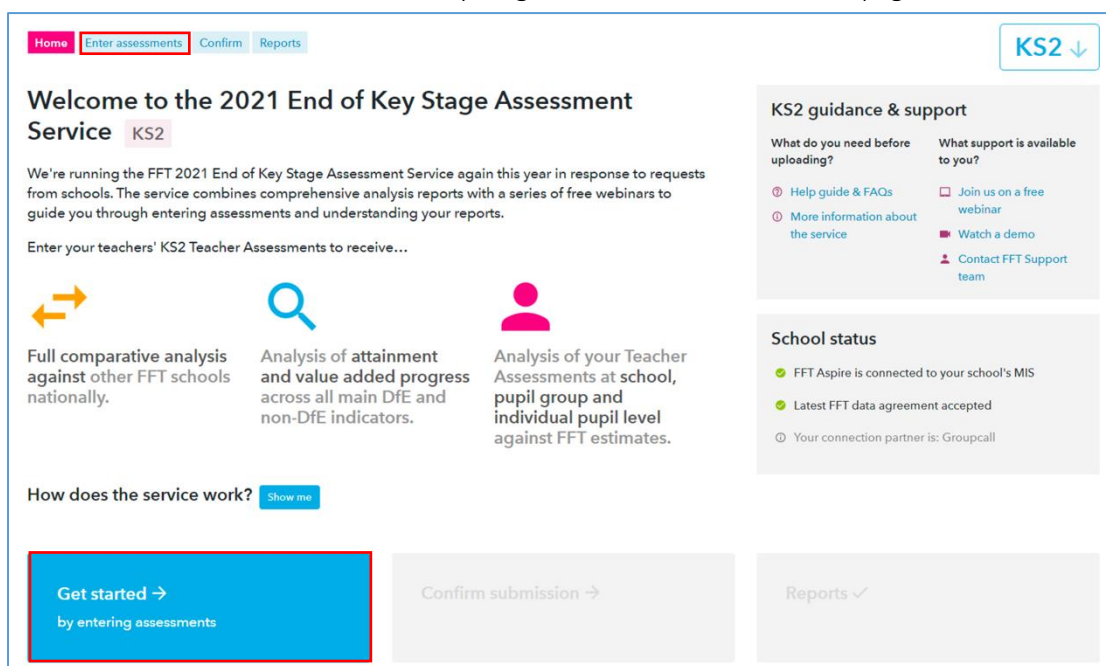 Home Enter assessments Confirm Reports
KS2 ↓
Welcome to the 2021 End of Key Stage Assessment
Service KS2
We're running the FFT 2021 End of Key Stage Assessment Service again this year in response to requests
from schools. The service combines comprehensive analysis reports with a series of free webinars to
guide you through entering assessments and understanding your reports.
Enter your teachers' KS2 Teacher Assessments to receive…
Full comparative analysis
against other FFT schools
nationally.
Analysis of attainment
and value added progress
across all main DfE and
non-DfE indicators.
Analysis of your Teacher
Assessments at school,
pupil group and
individual pupil level
against FFT estimates.
How does the service work? Show me
Get started →
by entering assessments
Confirm submission →
Reports ✓
KS2 guidance & support
What do you need before
uploading?
Help guide & FAQs
More information about
the service
What support is available
to you?
Join us on a free
webinar
Watch a demo
Contact FFT Support
team
School status
FFT Aspire is connected to your school's MIS
Latest FFT data agreement accepted
Your connection partner is: Groupcall